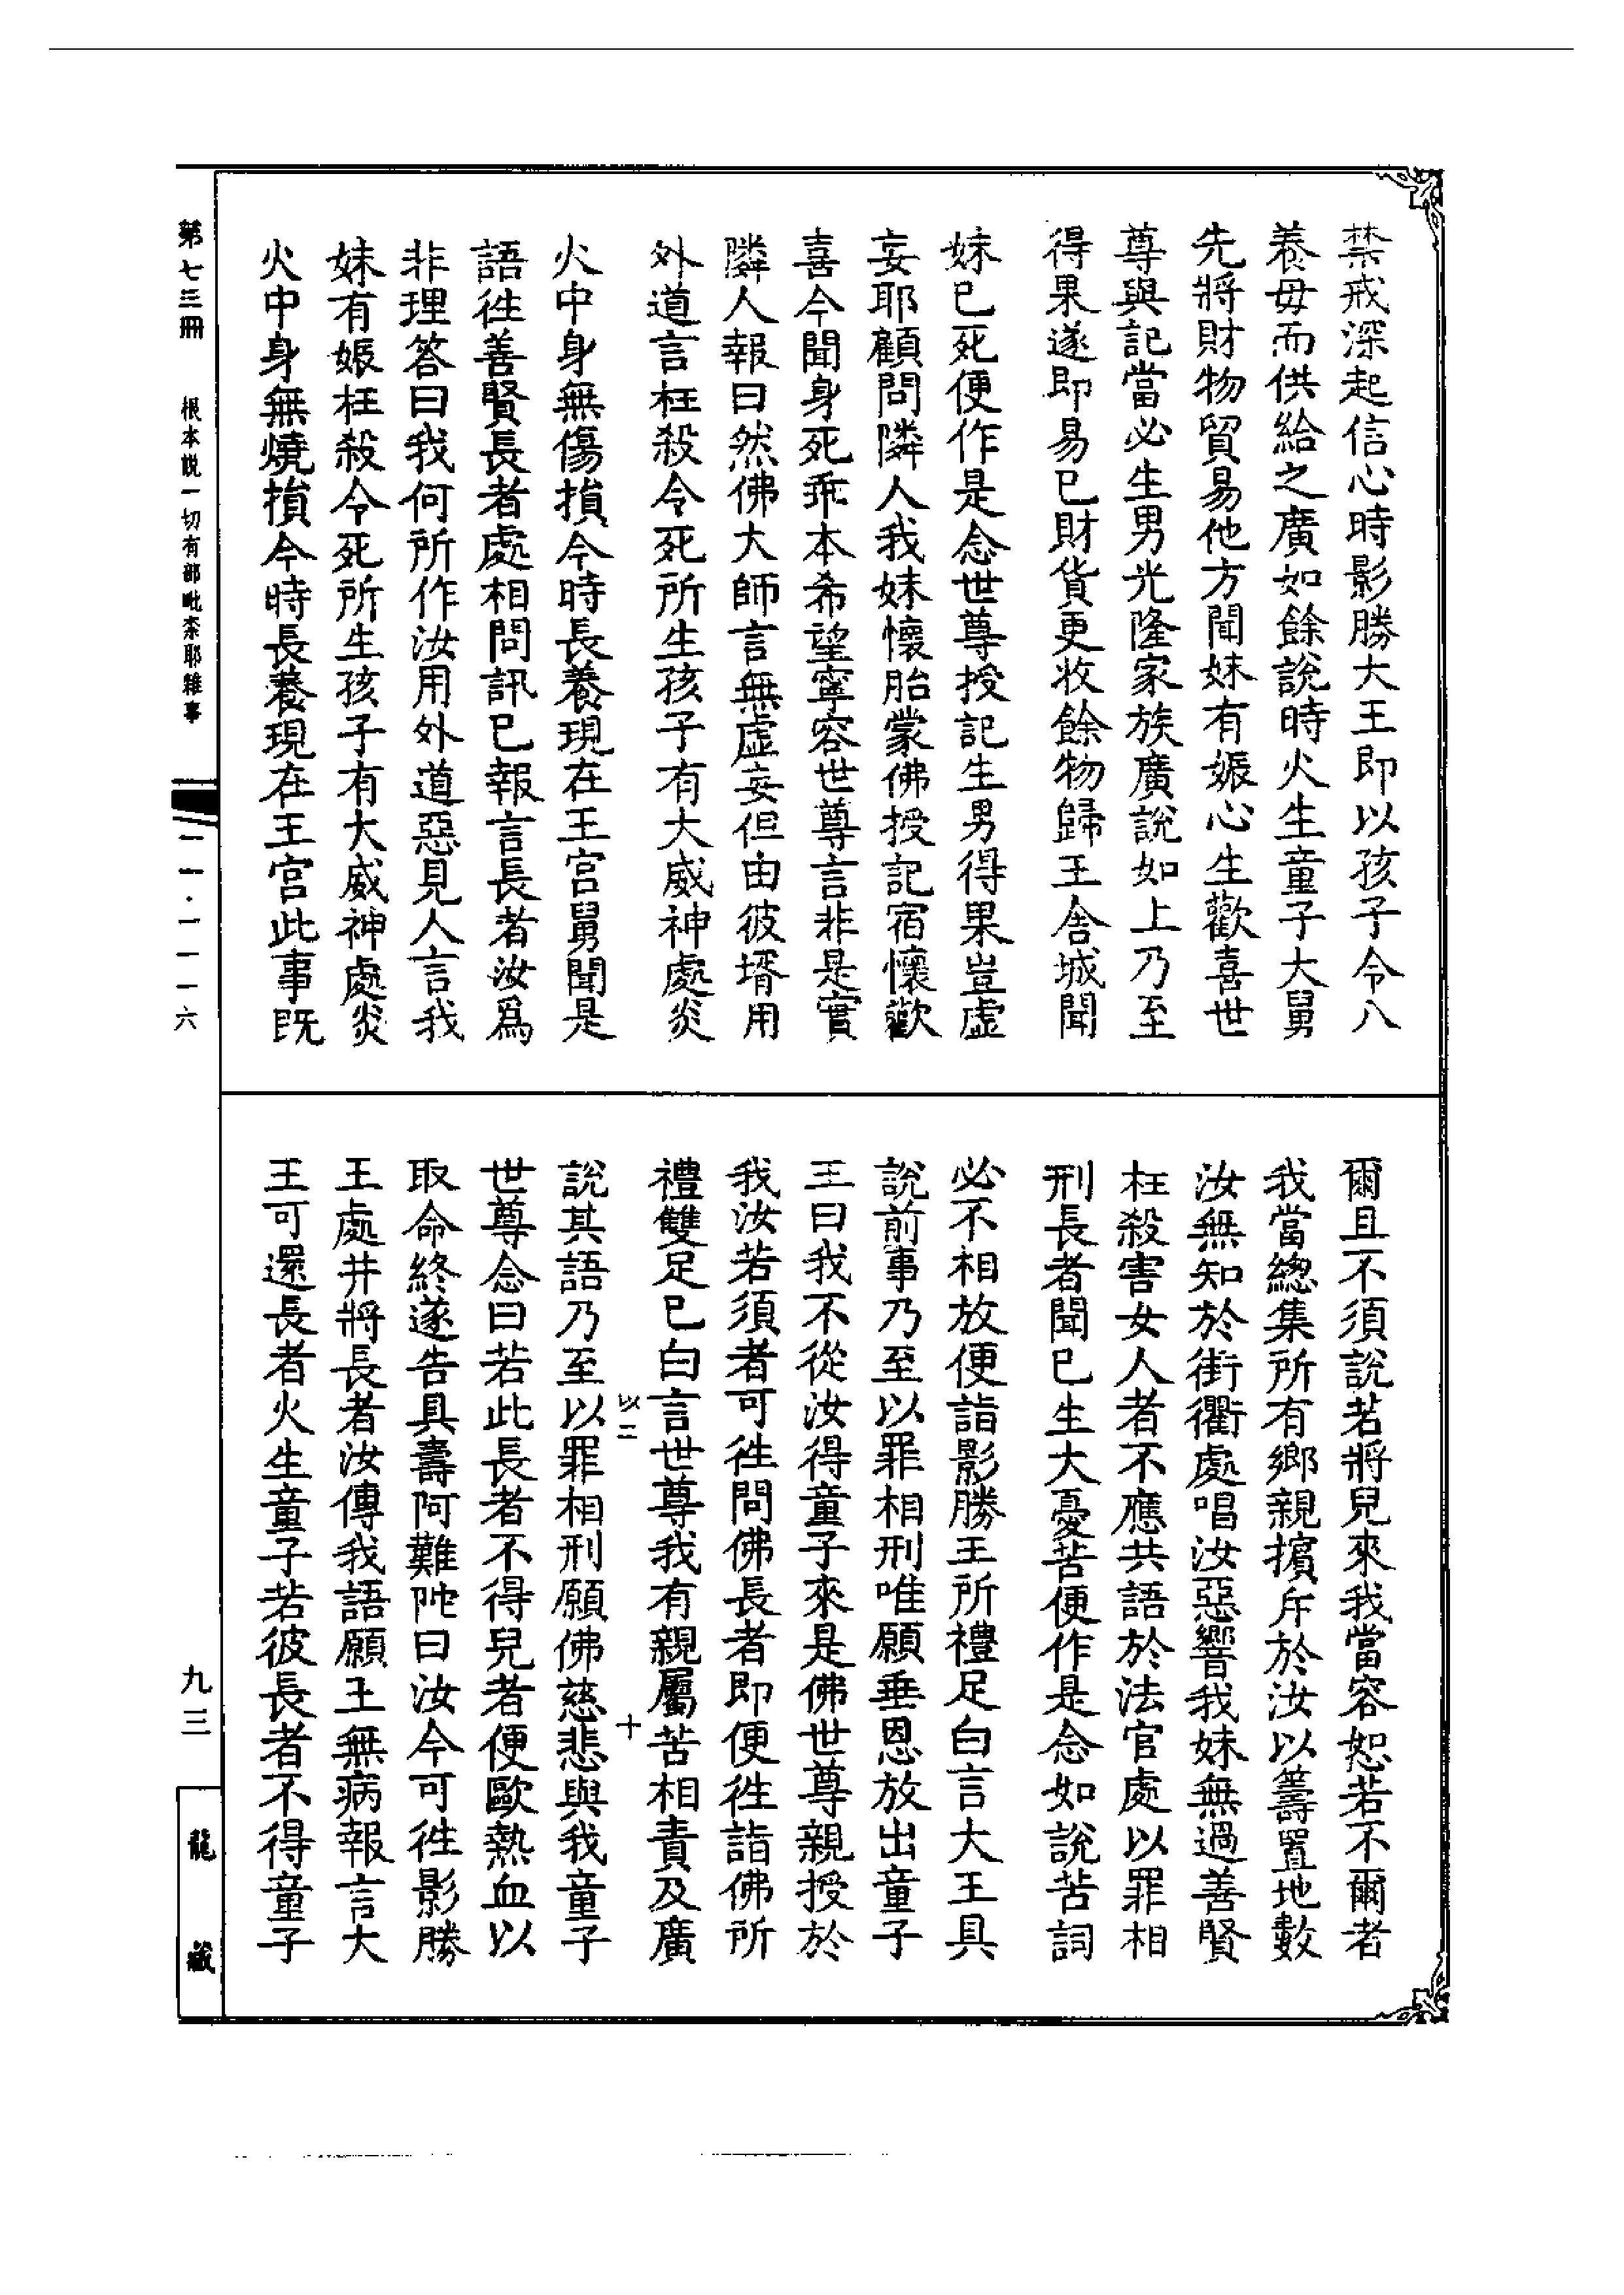 禁戒深起信心時影勝大王即以孩子令八
養母而供給之廣如餘說時火生童子大舅
先將財物貿易他方聞妹有娠心生歡喜世
尊與記當必生男光隆家族廣說如上乃至
得果遂即易已財貨更收餘物歸王舍城聞
妹已死便作是念世尊授記生男得果豈虛
妄耶顧問隣人我妹懷胎蒙佛授記宿懷歡
喜今聞身死乖本希望寧容世尊言非是實
隣人報曰然佛大師言無虛妄但由彼壻用
外道言枉殺令死所生孩子有大威神處炎
火中身無傷損今時長養現在王宮舅聞是
語徃善賢長者處相問訊已報言長者汝爲
非理答曰我何所作汝用外道惡見人言我
妹有娠枉殺令死所生孩子有大威神處炎
火中身無燒損今時長養現在王宮此事既
爾且不須說若將兒來我當容恕若不爾者
我當總集所有鄉親擯斥於汝以籌置地數
汝無知於街衢處唱汝惡響我妹無過善賢
枉殺害女人者不應共語於法官處以罪相
刑長者聞已生大憂苦便作是念如說苦詞
必不相放便詣影勝王所禮足白言大王具
說前事乃至以罪相刑唯願垂恩放出童子
王曰我不從汝得童子來是佛世尊親授於
我汝若須者可徃問佛長者即便徃詣佛所
禮雙足已白言世尊我有親屬苦相責及廣
以二　十
說其語乃至以罪相刑願佛慈悲與我童子
世尊念曰若此長者不得兒者便歐熱血以
取命終遂告具壽阿難陀曰汝今可徃影勝
王處并將長者汝傳我語願王無病報言大
王可還長者火生童子若彼長者不得童子
第七三冊　根本說一切有部毗柰耶雜事　一一·一一一六　九三　龍藏